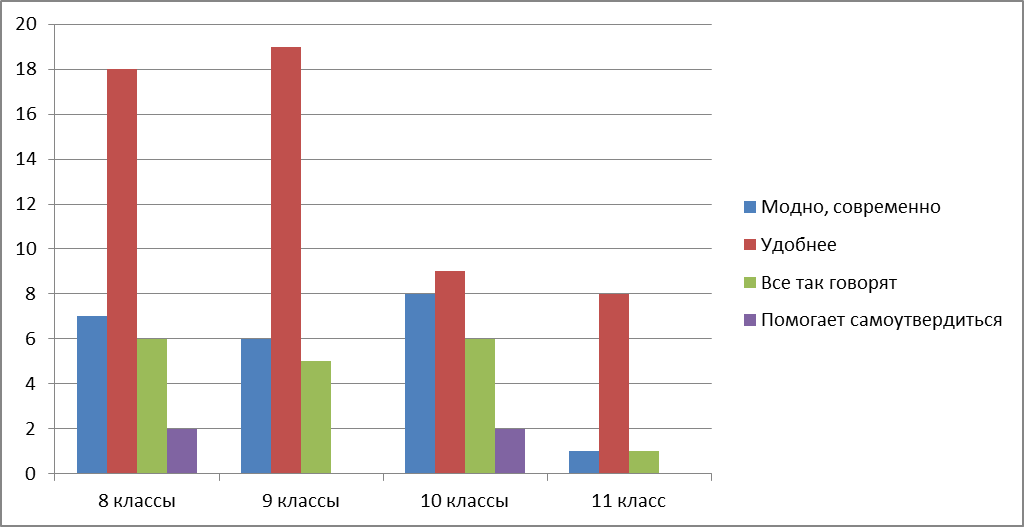 20
18
16
14
12
10
8
6
4
2
0
8 классы
9 классы
10 классы
11 класс
Модно, современно
Удобнее
Все так говорят
Помогает самоутвердиться